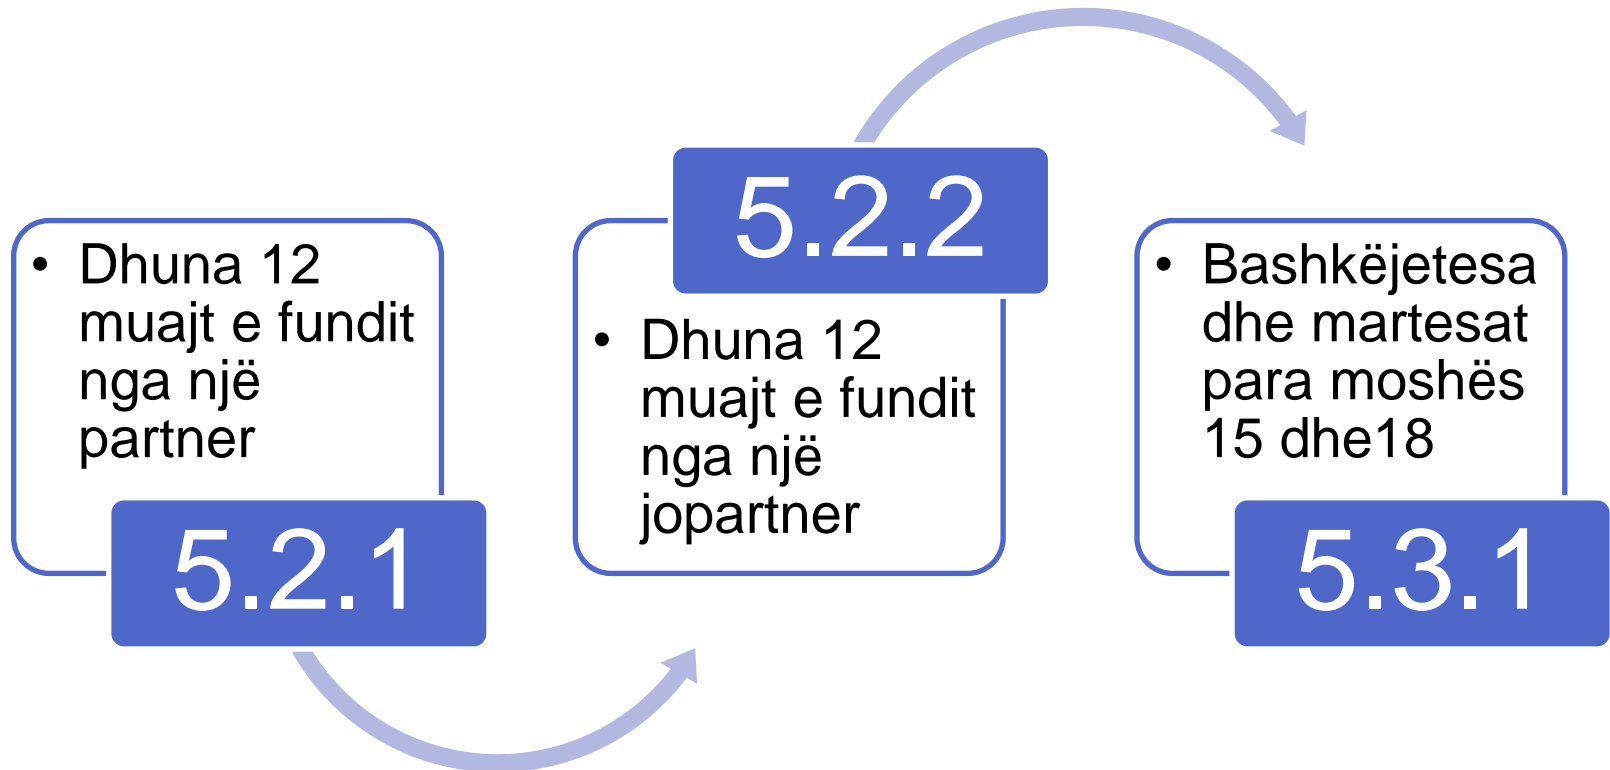 • Dhuna 12
muajt e fundit
nga një
partner
5.2.1
5.2.2
• Dhuna 12
muajt e fundit
nga një
jopartner
• Bashkëjetesa
dhe martesat
para moshës
15 dhe18
5.3.1